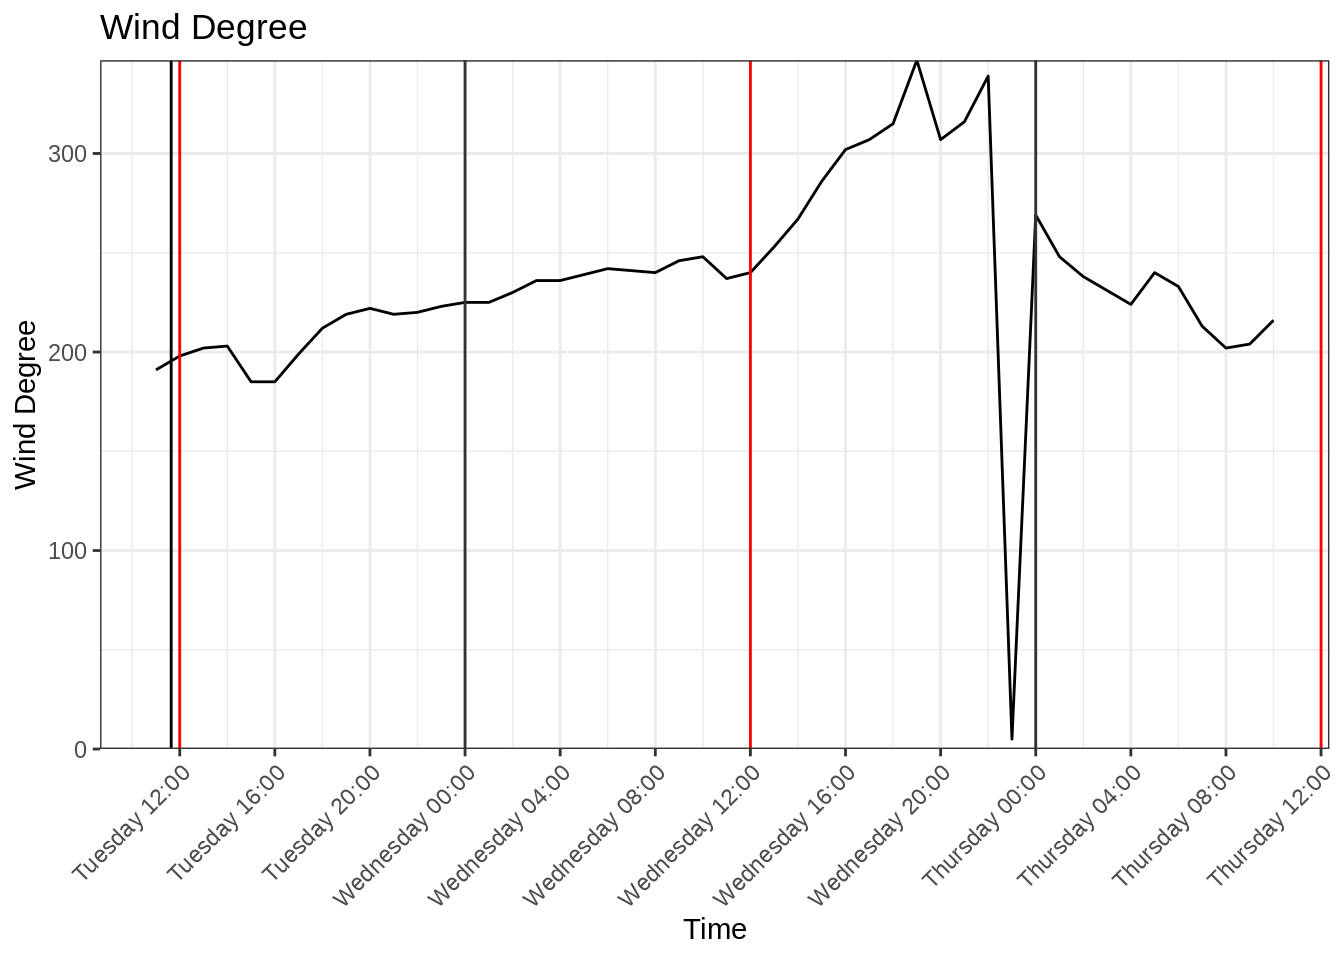 Wind Degree
Wind Degree
300
200
100
0
Tuesday 12:00
Tuesday 16:00
Tuesday 20:00
Wednesday 00:00
Wednesday 04:00
Wednesday 08:00
Wednesday 12:00
Wednesday 16:00
Wednesday 20:00
Thursday 00:00
Thursday 04:00
Thursday 08:00
Thursday 12:00
Time